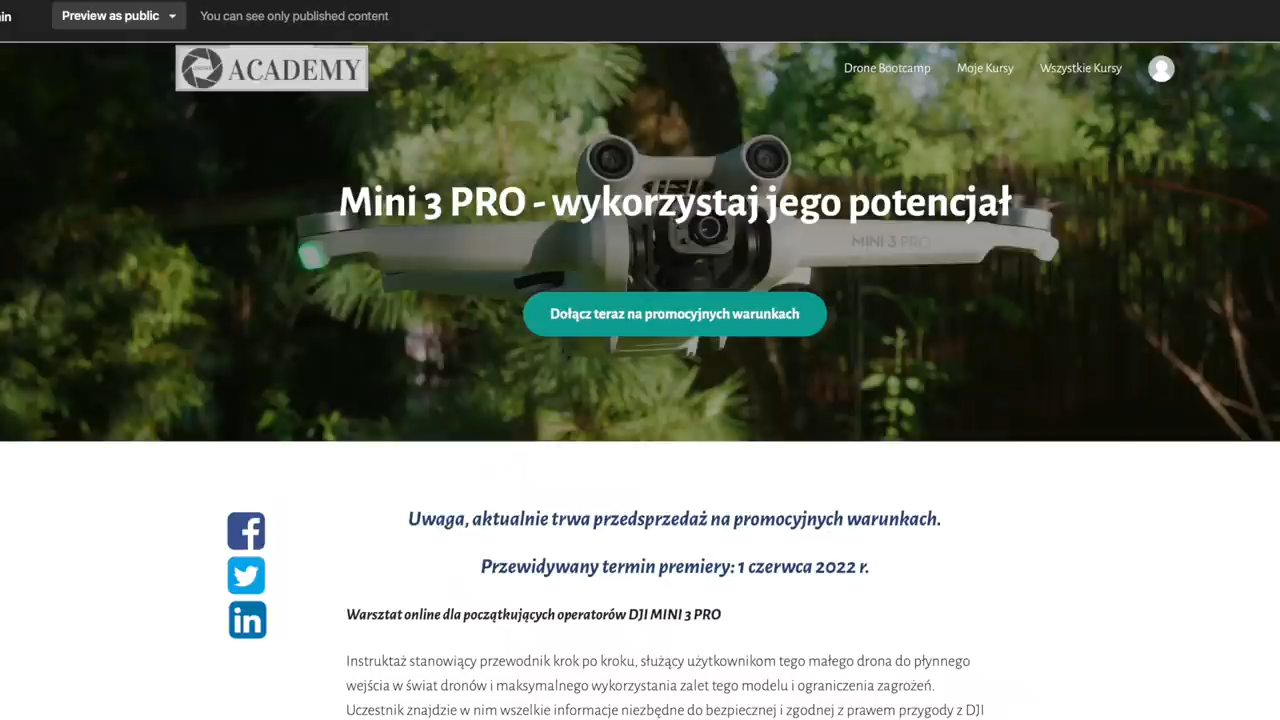 in
Preview as public
You can see only published content
ACADEMY
Drone Bootcamp
Moje Kursy
Wszystkie Kursy
Mini 3 PRO - wykorzystaj jego potencjał
MINI 3 PRO
Dołącz teraz na promocyjnych warunkach
Uwaga, aktualnie trwa przedsprzedaż na promocyjnych warunkach.
Przewidywany termin premiery: 1 czerwca 2022 r.
Warsztat online dla początkujących operatorów DJI MINI 3 PRO
Instruktaż stanowiący przewodnik krok po kroku, służący użytkownikom tego małego drona do płynnego
wejścia w świat dronów i maksymalnego wykorzystania zalet tego modelu i ograniczenia zagrożeń.
Uczestnik znajdzie w nim wszelkie informacje niezbędne do bezpiecznej i zgodnej z prawem przygody z DJI